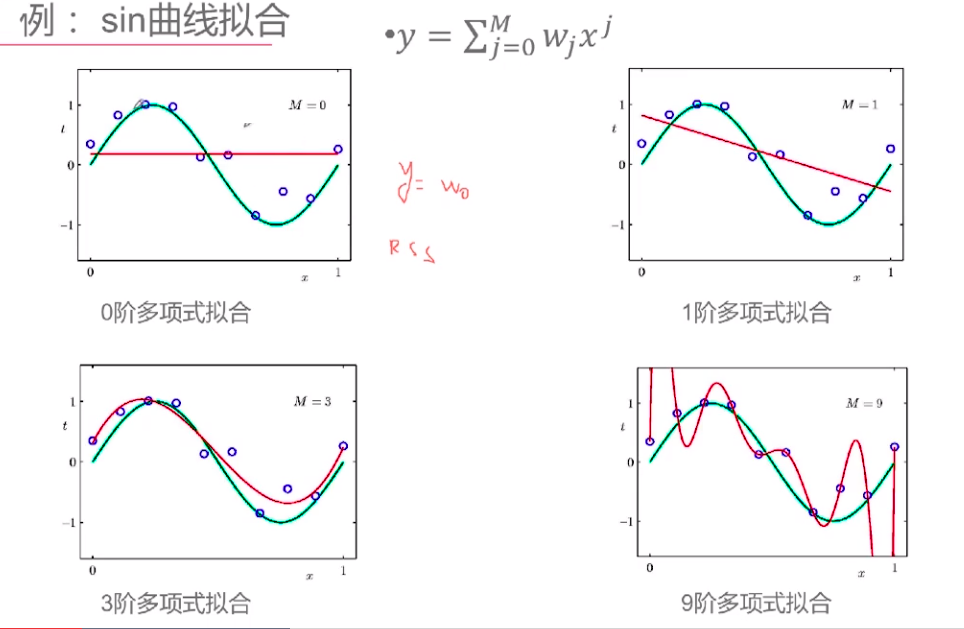 例：sin曲线拟合
•y = ∑_{j=0}^{M} w_j x^j
M = 0
1
t
0
−1
0
x
1
0阶多项式拟合
y = w₀
RSS
M = 1
1
t
0
−1
0
x
1
1阶多项式拟合
M = 3
1
t
0
−1
0
x
1
3阶多项式拟合
M = 9
1
t
0
−1
0
x
1
9阶多项式拟合